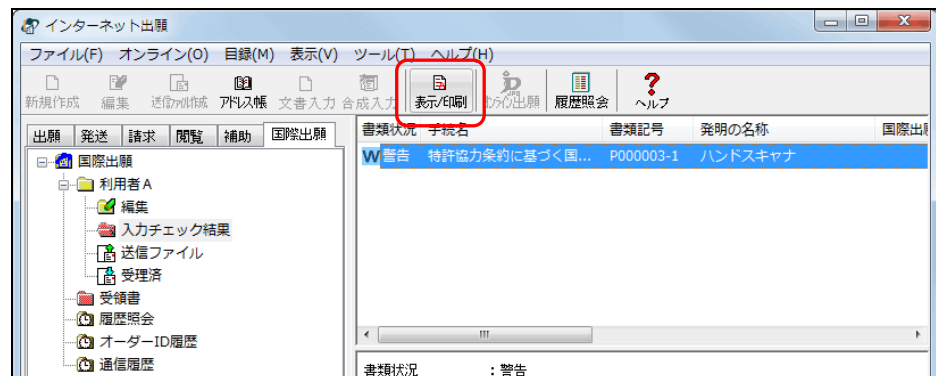 インターネット出願
ファイル(F) オンライン(O) 目録(M) 表示(V) ツール(T) ヘルプ(H)
新規作成 編集 送信ファイル作成 アドレス帳 文書入力 合成入力 表示/印刷 オンライン出願 履歴照会 ヘルプ
出願 発送 請求 閲覧 補助 国際出願
書類状況 手続名 書類記号 発明の名称 国際出
W警告 特許協力条約に基づく国... P000003-1 ハンドスキャナ
国際出願
利用者A
編集
入力チェック結果
送信ファイル
受理済
受領書
履歴照会
オーダーID履歴
通信履歴
書類状況 : 警告